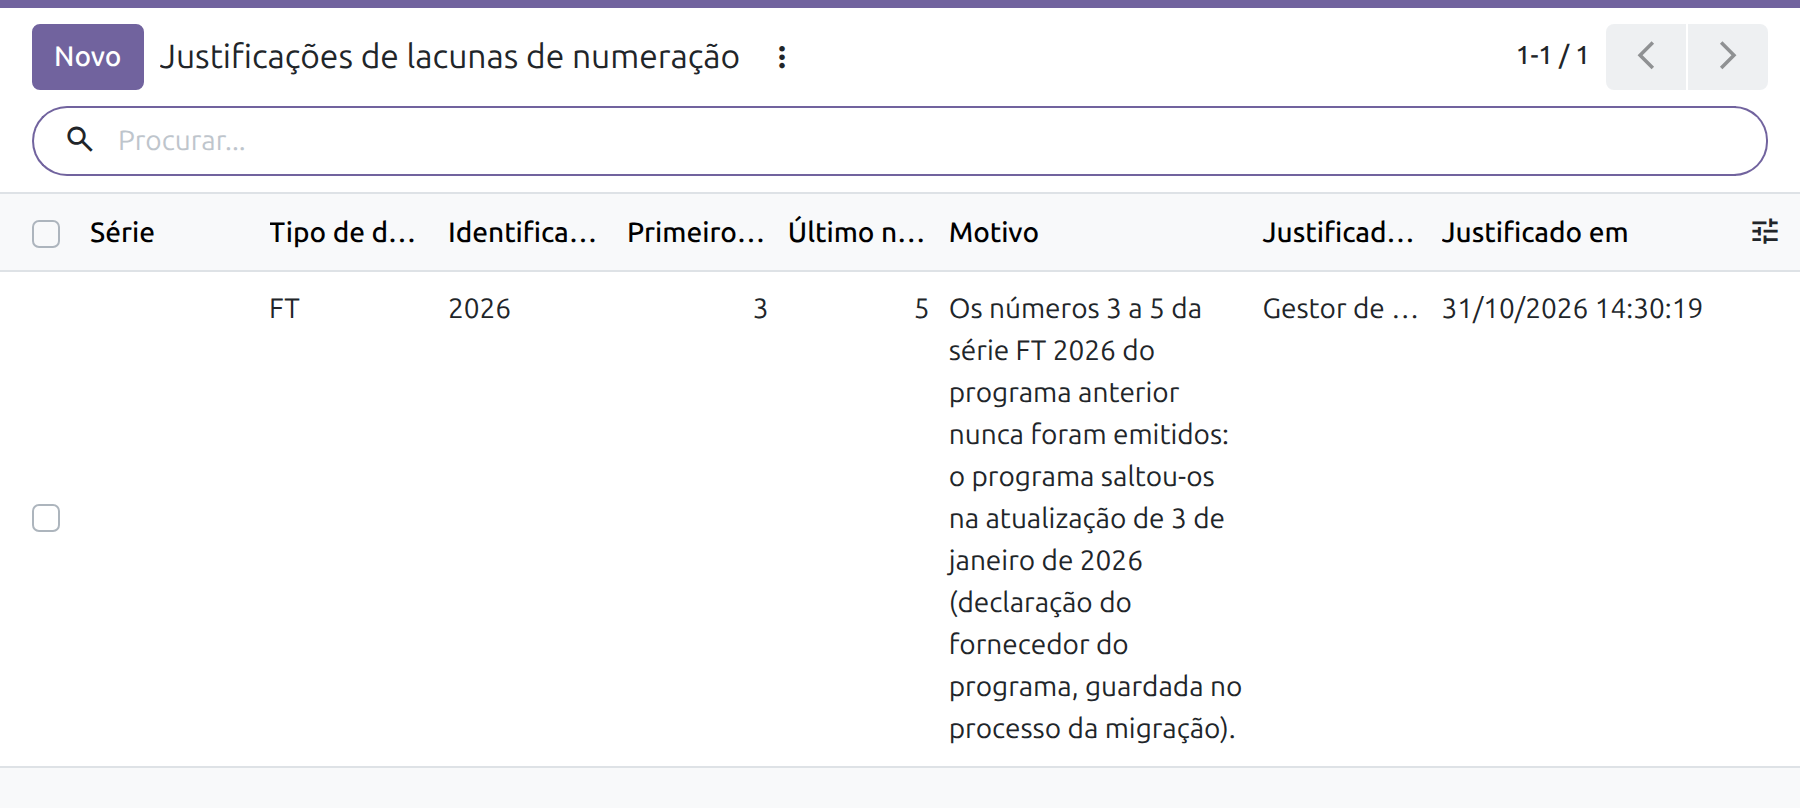 Novo Justificações de lacunas de numeração 1-1 / 1
Procurar...
Série Tipo de d... Identifica... Primeiro... Último n... Motivo Justificad... Justificado em
FT 2026 3 5 Os números 3 a 5 da Gestor de ... 31/10/2026 14:30:19
série FT 2026 do
programa anterior
nunca foram emitidos:
o programa saltou-os
na atualização de 3 de
janeiro de 2026
(declaração do
fornecedor do
programa, guardada no
processo da migração).